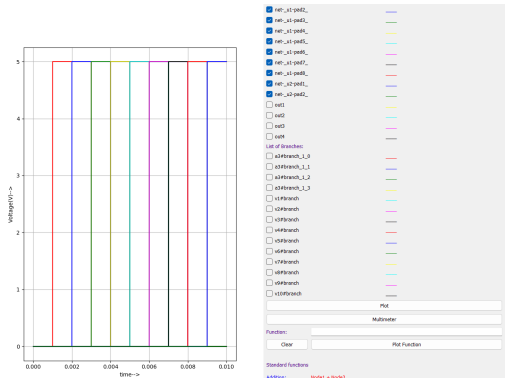 5
4
3
2
1
0
Voltage(V)-->
0.000
0.002
0.004
0.006
0.008
0.010
time-->
net-_u1-pad2_
net-_u1-pad3_
net-_u1-pad4_
net-_u1-pad5_
net-_u1-pad6_
net-_u1-pad7_
net-_u1-pad8_
net-_u2-pad1_
net-_u2-pad2_
out1
out2
out3
out4
List of Branches:
a3#branch_1_0
a3#branch_1_1
a3#branch_1_2
a3#branch_1_3
v1#branch
v2#branch
v3#branch
v4#branch
v5#branch
v6#branch
v7#branch
v8#branch
v9#branch
v10#branch
Plot
Multimeter
Function:
Clear
Plot Function
Standard functions
Addition:
Node1 + Node2